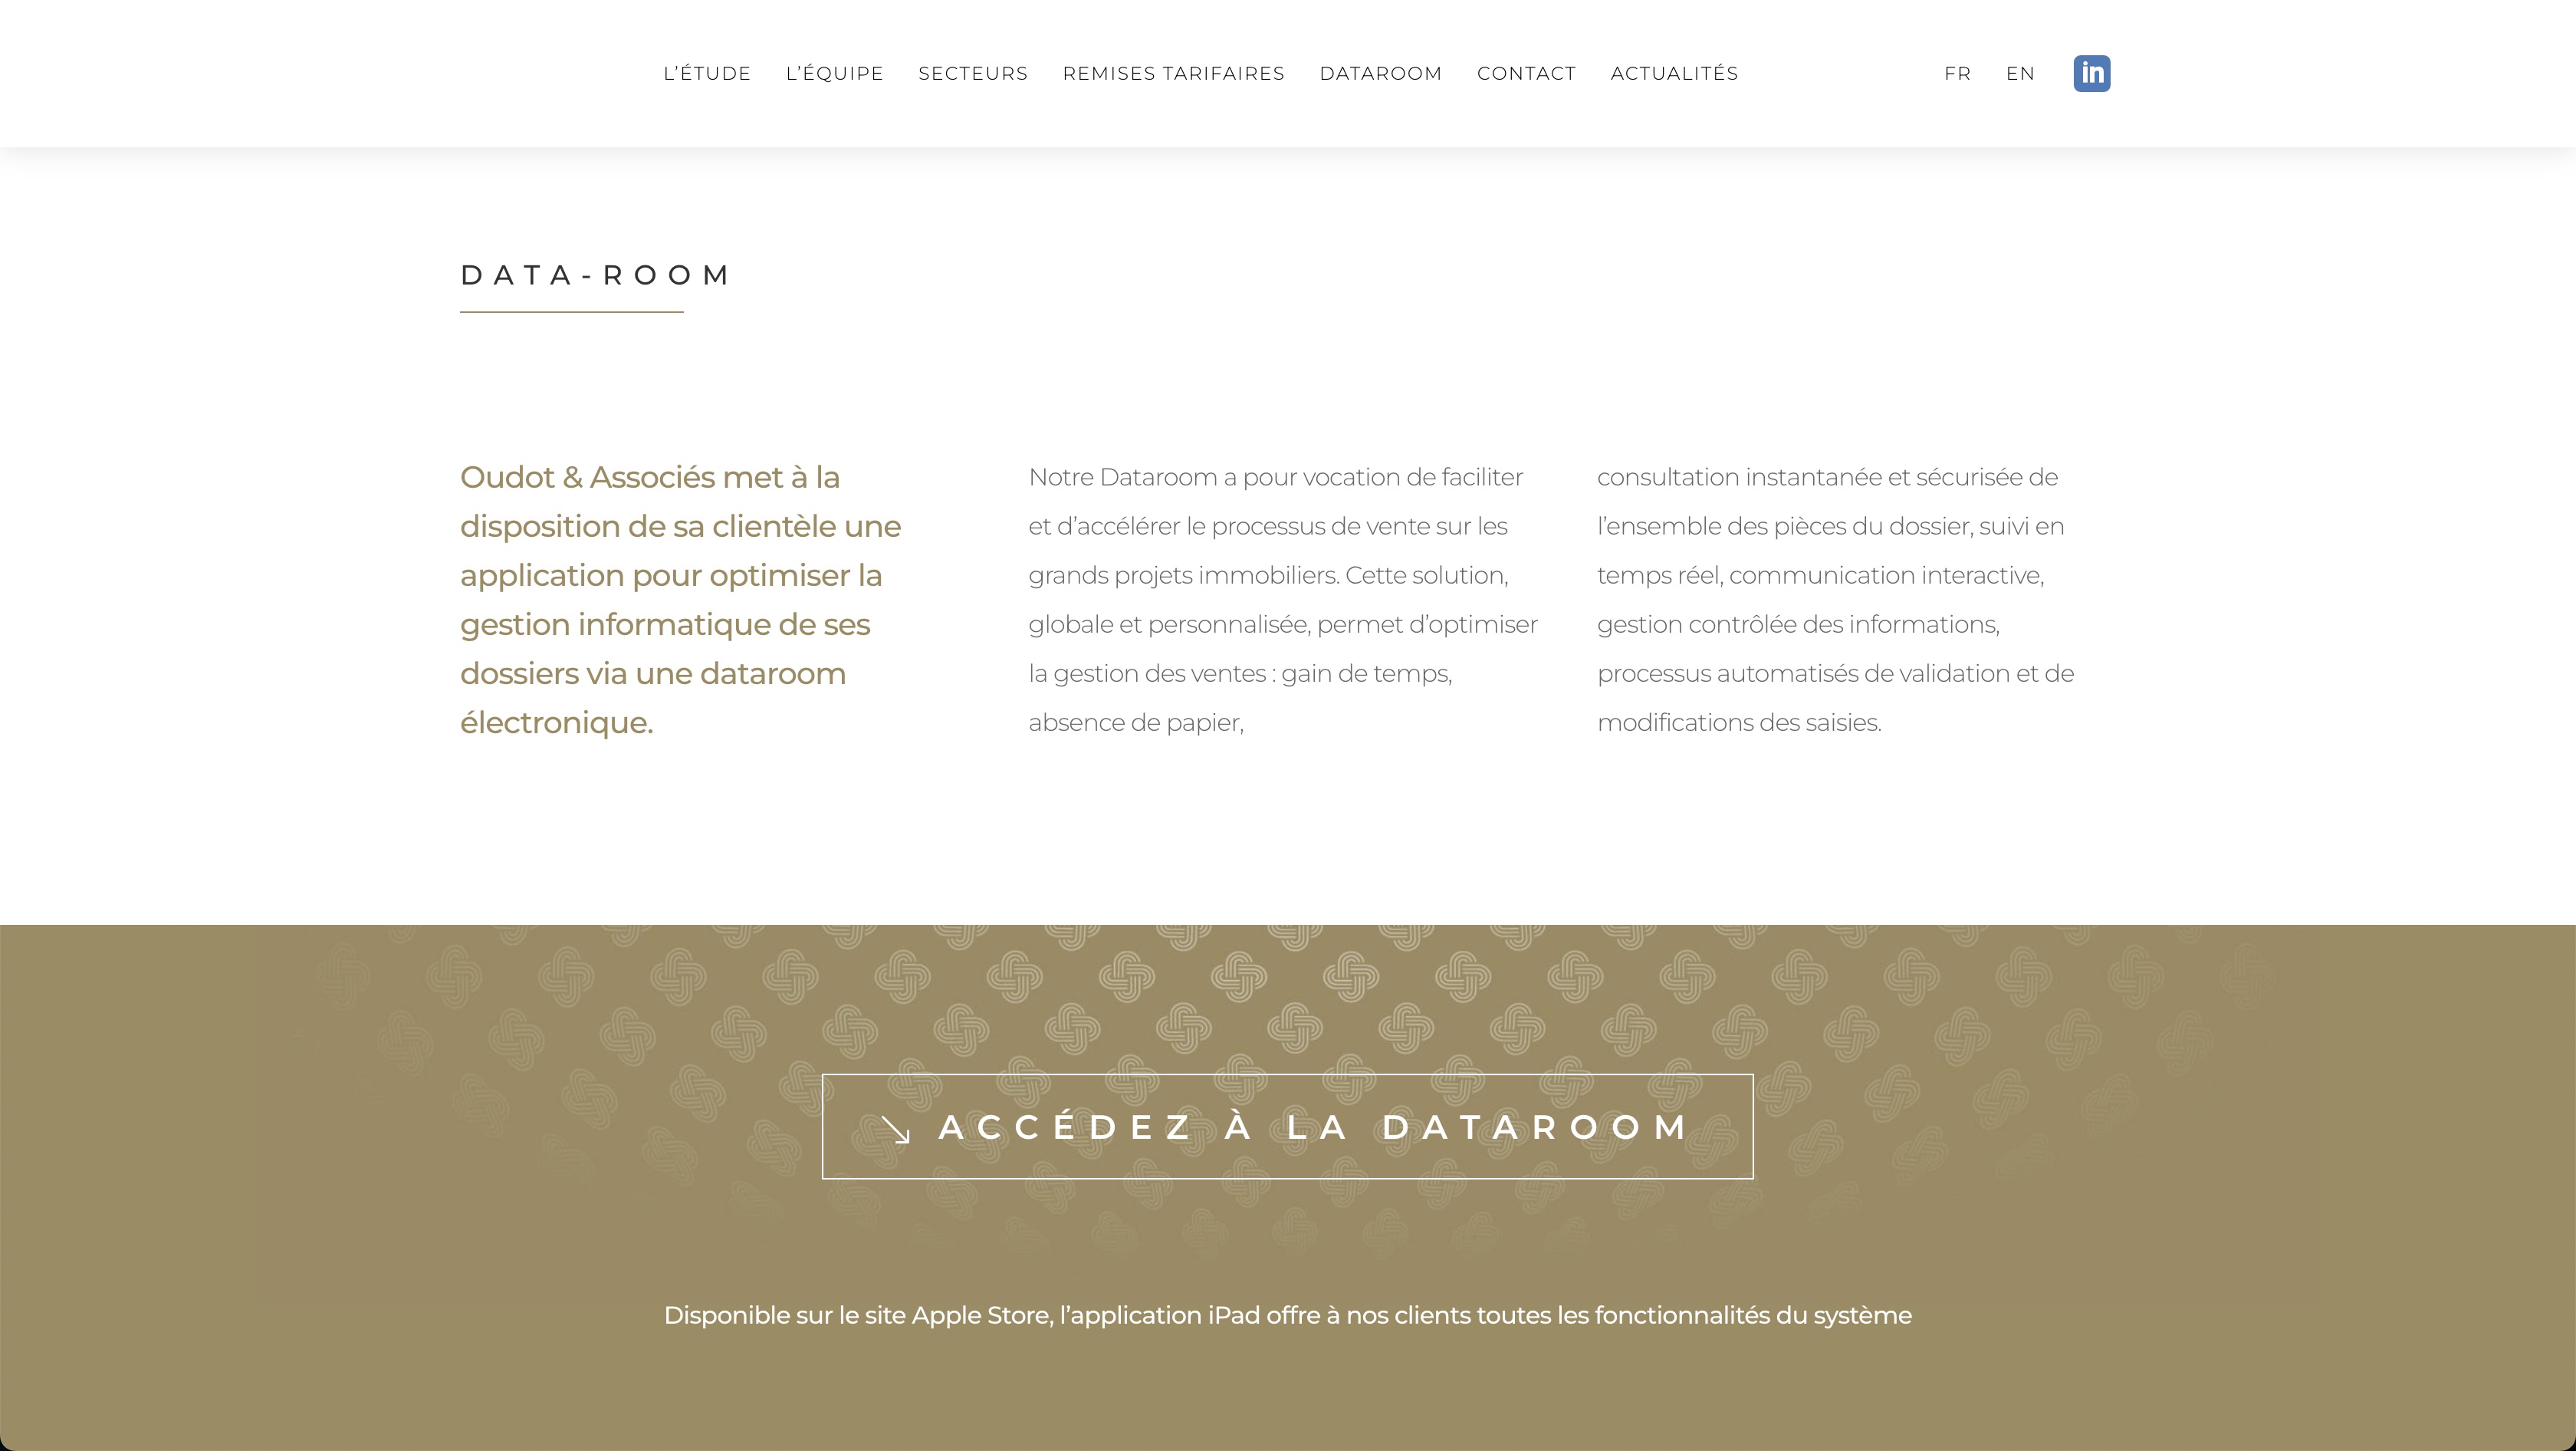 L’ÉTUDE L’ÉQUIPE SECTEURS REMISES TARIFAIRES DATAROOM CONTACT ACTUALITÉS FR EN in
DATA-ROOM
Oudot & Associés met à la
disposition de sa clientèle une
application pour optimiser la
gestion informatique de ses
dossiers via une dataroom
électronique.
Notre Dataroom a pour vocation de faciliter
et d’accélérer le processus de vente sur les
grands projets immobiliers. Cette solution,
globale et personnalisée, permet d’optimiser
la gestion des ventes : gain de temps,
absence de papier,
consultation instantanée et sécurisée de
l’ensemble des pièces du dossier, suivi en
temps réel, communication interactive,
gestion contrôlée des informations,
processus automatisés de validation et de
modifications des saisies.
ACCÉDEZ À LA DATAROOM
Disponible sur le site Apple Store, l’application iPad offre à nos clients toutes les fonctionnalités du système